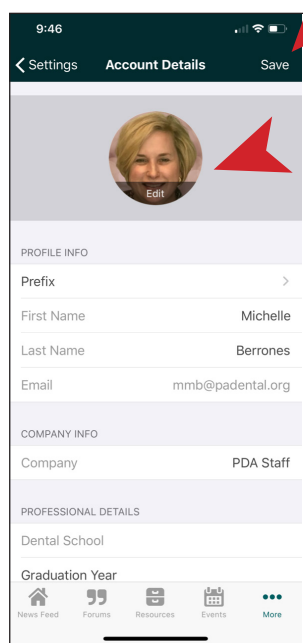 9:46
Settings Account Details Save
Edit
PROFILE INFO
Prefix
First Name Michelle
Last Name Berrones
Email mmb@padental.org
COMPANY INFO
Company PDA Staff
PROFESSIONAL DETAILS
Dental School
Graduation Year
News Feed Forums Resources Events More